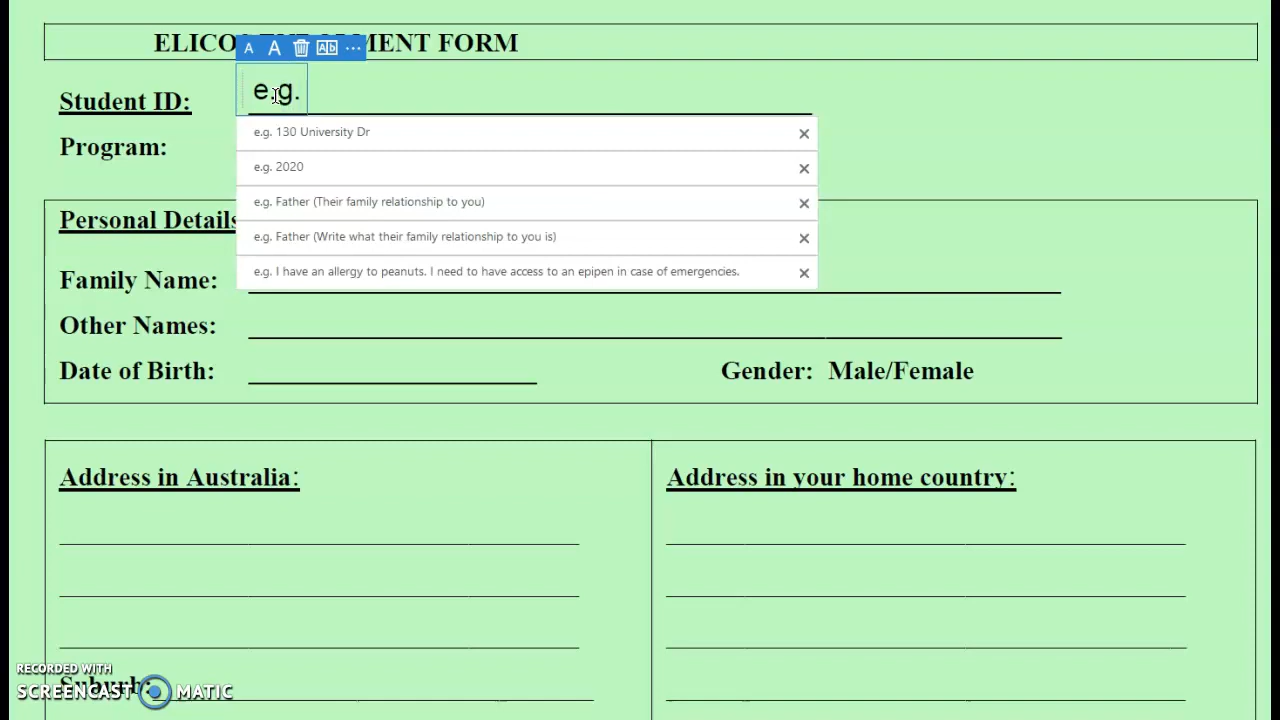 ELICO MENT FORM
A A Ab ...
Student ID: e.g.
e.g. 130 University Dr
Program:
e.g. 2020
e.g. Father (Their family relationship to you)
Personal Details
e.g. Father (Write what their family relationship to you is)
e.g. I have an allergy to peanuts. I need to have access to an epipen in case of emergencies.
Family Name:
Other Names:
Date of Birth: Gender: Male/Female
Address in Australia: Address in your home country:
RECORDED WITH
Suburb:
SCREENCAST MATIC